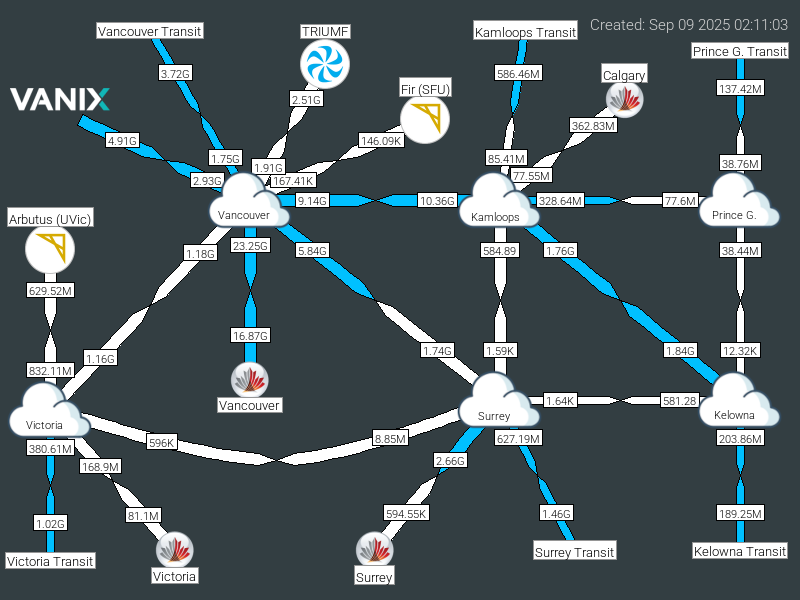 Created: Sep 09 2025 02:11:03
Vancouver Transit
TRIUMF
Kamloops Transit
Prince G. Transit
3.72G
586.46M
Calgary
Fir (SFU)
137.42M
VANIX
2.51G
362.83M
4.91G
146.09K
1.75G
85.41M
38.76M
1.91G
77.55M
2.93G
167.41K
9.14G
10.36G
328.64M
77.6M
Vancouver
Kamloops
Prince G.
Arbutus (UVic)
1.18G
23.25G
5.84G
584.89
1.76G
38.44M
629.52M
16.87G
1.16G
1.74G
1.59K
1.84G
12.32K
832.11M
Vancouver
1.64K
581.28
Victoria
Surrey
Kelowna
380.61M
596K
8.85M
627.19M
203.86M
168.9M
2.66G
1.02G
81.1M
594.55K
1.46G
189.25M
Victoria Transit
Victoria
Surrey
Surrey Transit
Kelowna Transit